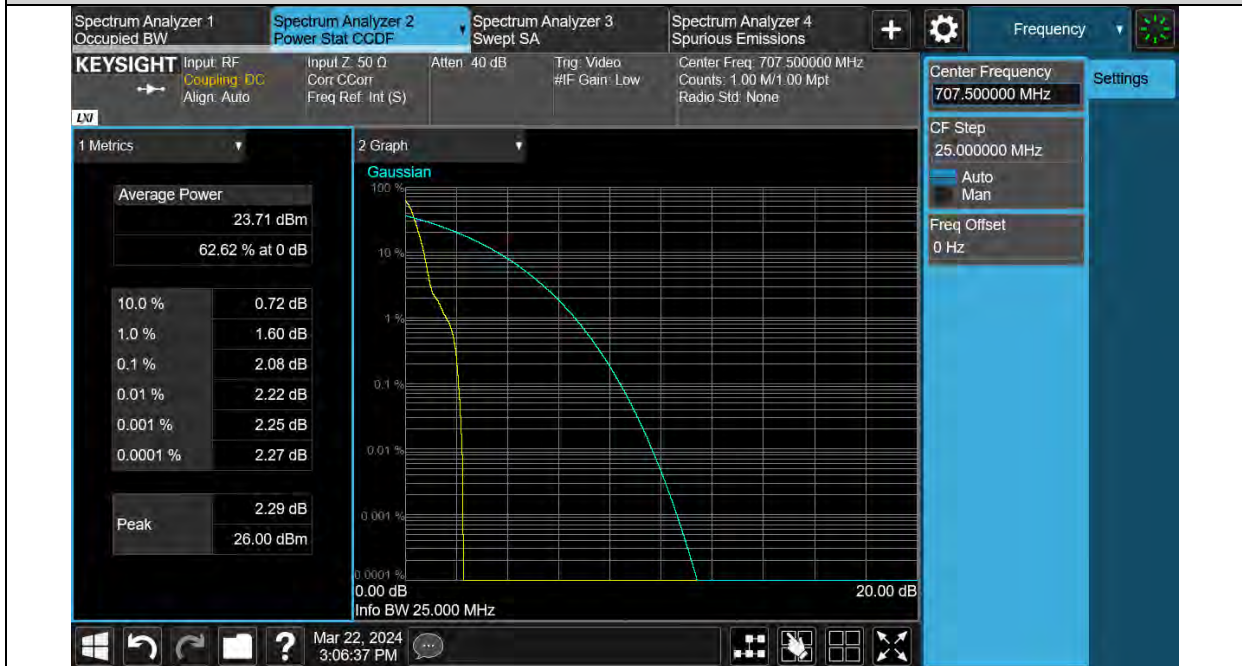 Spectrum Analyzer 1
Occupied BW
Spectrum Analyzer 2
Power Stat CCDF
Spectrum Analyzer 3
Swept SA
Spectrum Analyzer 4
Spurious Emissions
+
Frequency
KEYSIGHT
LXI
Input: RF
Coupling: DC
Align: Auto
Input Z: 50 Ω
Corr CCorr
Freq Ref: Int (S)
Atten: 40 dB
Trig: Video
#IF Gain: Low
Center Freq: 707.500000 MHz
Counts: 1.00 M/1.00 Mpt
Radio Std: None
Center Frequency
707.500000 MHz
Settings
CF Step
25.000000 MHz
Auto
Man
Freq Offset
0 Hz
1 Metrics
Average Power
23.71 dBm
62.62 % at 0 dB
10.0 % 0.72 dB
1.0 % 1.60 dB
0.1 % 2.08 dB
0.01 % 2.22 dB
0.001 % 2.25 dB
0.0001 % 2.27 dB
Peak
2.29 dB
26.00 dBm
2 Graph
Gaussian
100 %
10 %
1 %
0.1 %
0.01 %
0.001 %
0.0001 %
0.00 dB 20.00 dB
Info BW 25.000 MHz
?
Mar 22, 2024
3:06:37 PM